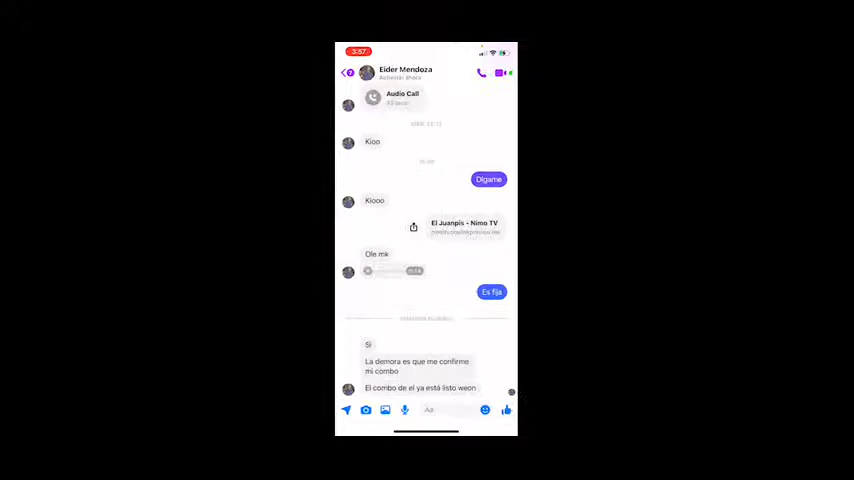 3:57
7
Eider Mendoza
Audio Call
Kioo
Dígame
Kiooo
El Juanpis - Nimo TV
Ole mk
Es fija
Si
La demora es que me confirme
mi combo
El combo de el ya está listo weon
Aa